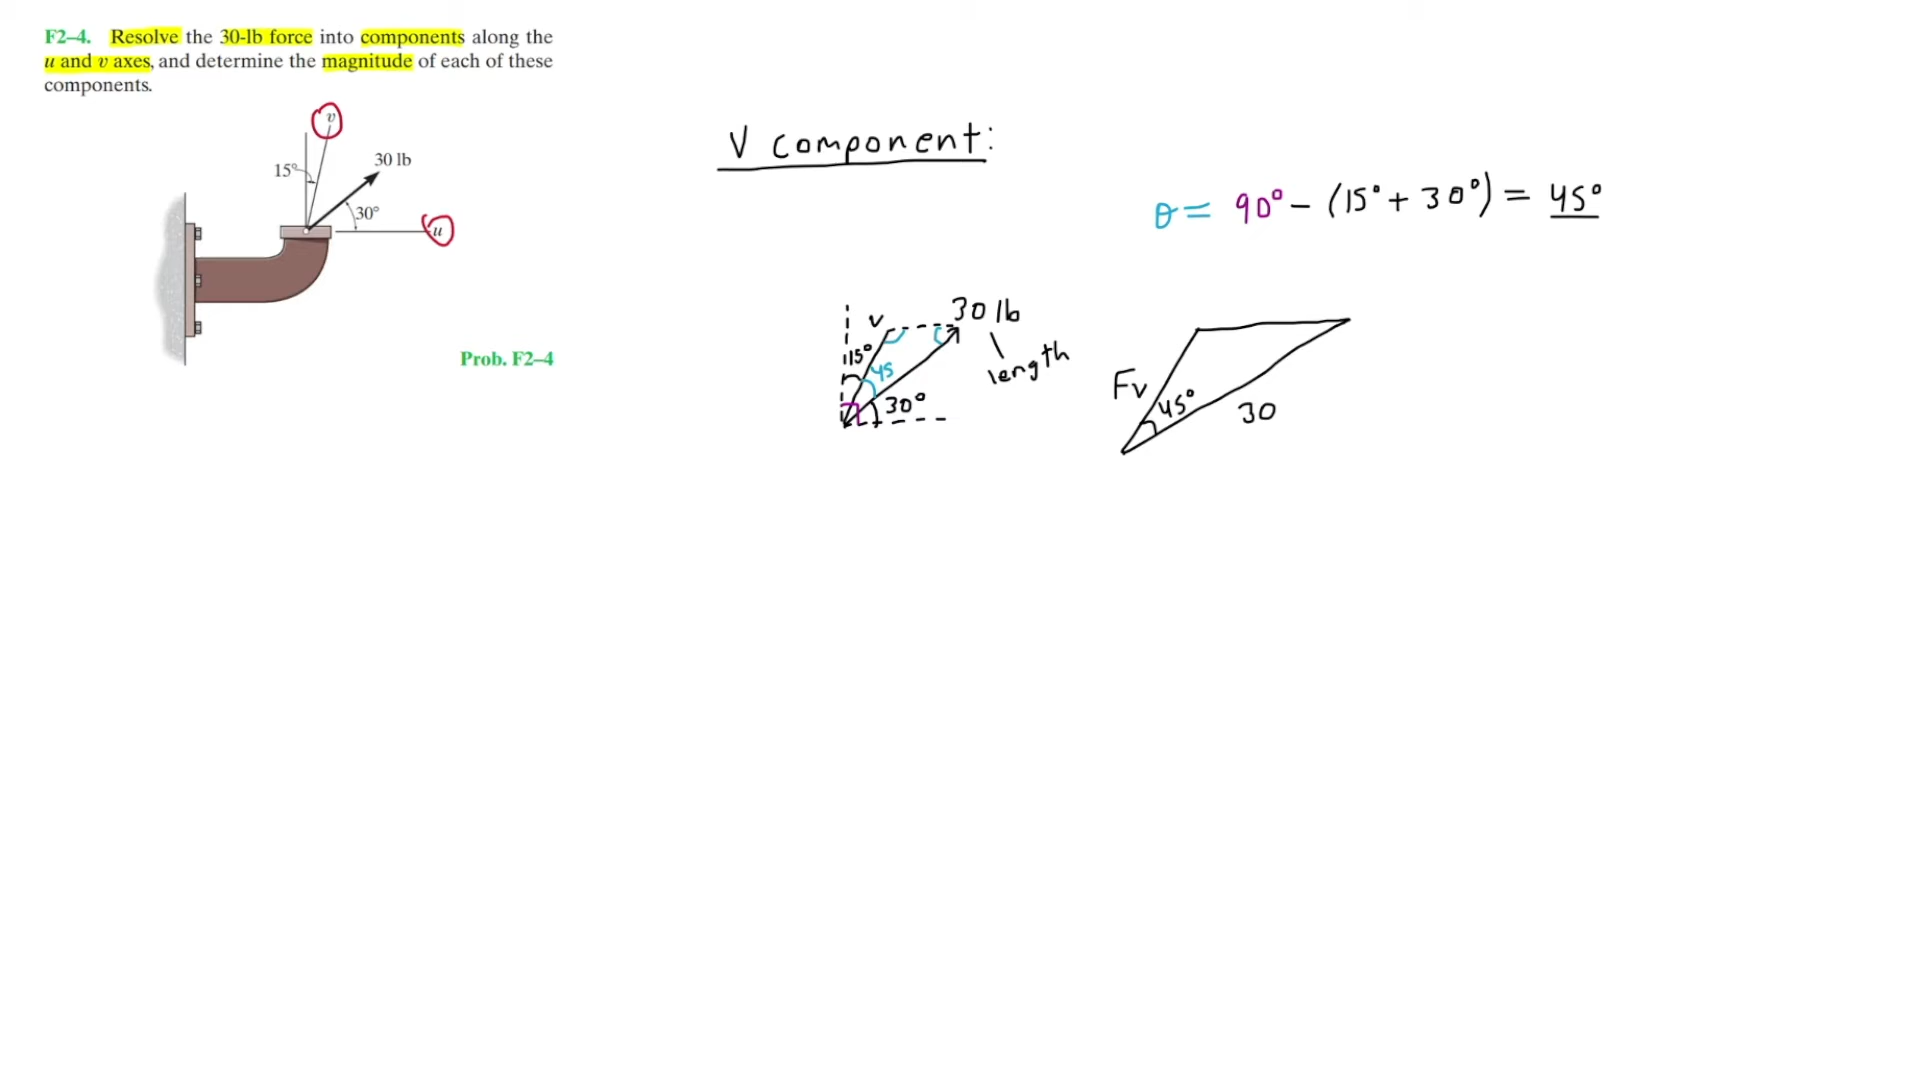 F2–4. Resolve the 30-lb force into components along the
u and v axes, and determine the magnitude of each of these
components.
v
15°
30 lb
30°
u
Prob. F2–4
V component:
θ = 90° − (15° + 30°) = 45°
v
30 lb
length
15°
45
30°
Fv
45°
30